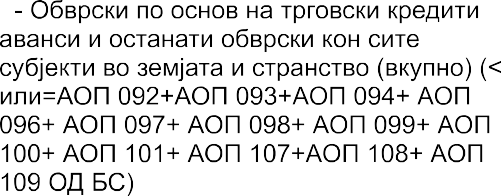 - Обврски по основ на трговски кредити
аванси и останати обврски кон сите
субјекти во земјата и странство (вкупно) (<
или=АОП 092+АОП 093+АОП 094+ АОП
096+ АОП 097+ АОП 098+ АОП 099+ АОП
100+ АОП 101+ АОП 107+АОП 108+ АОП
109 ОД БС)